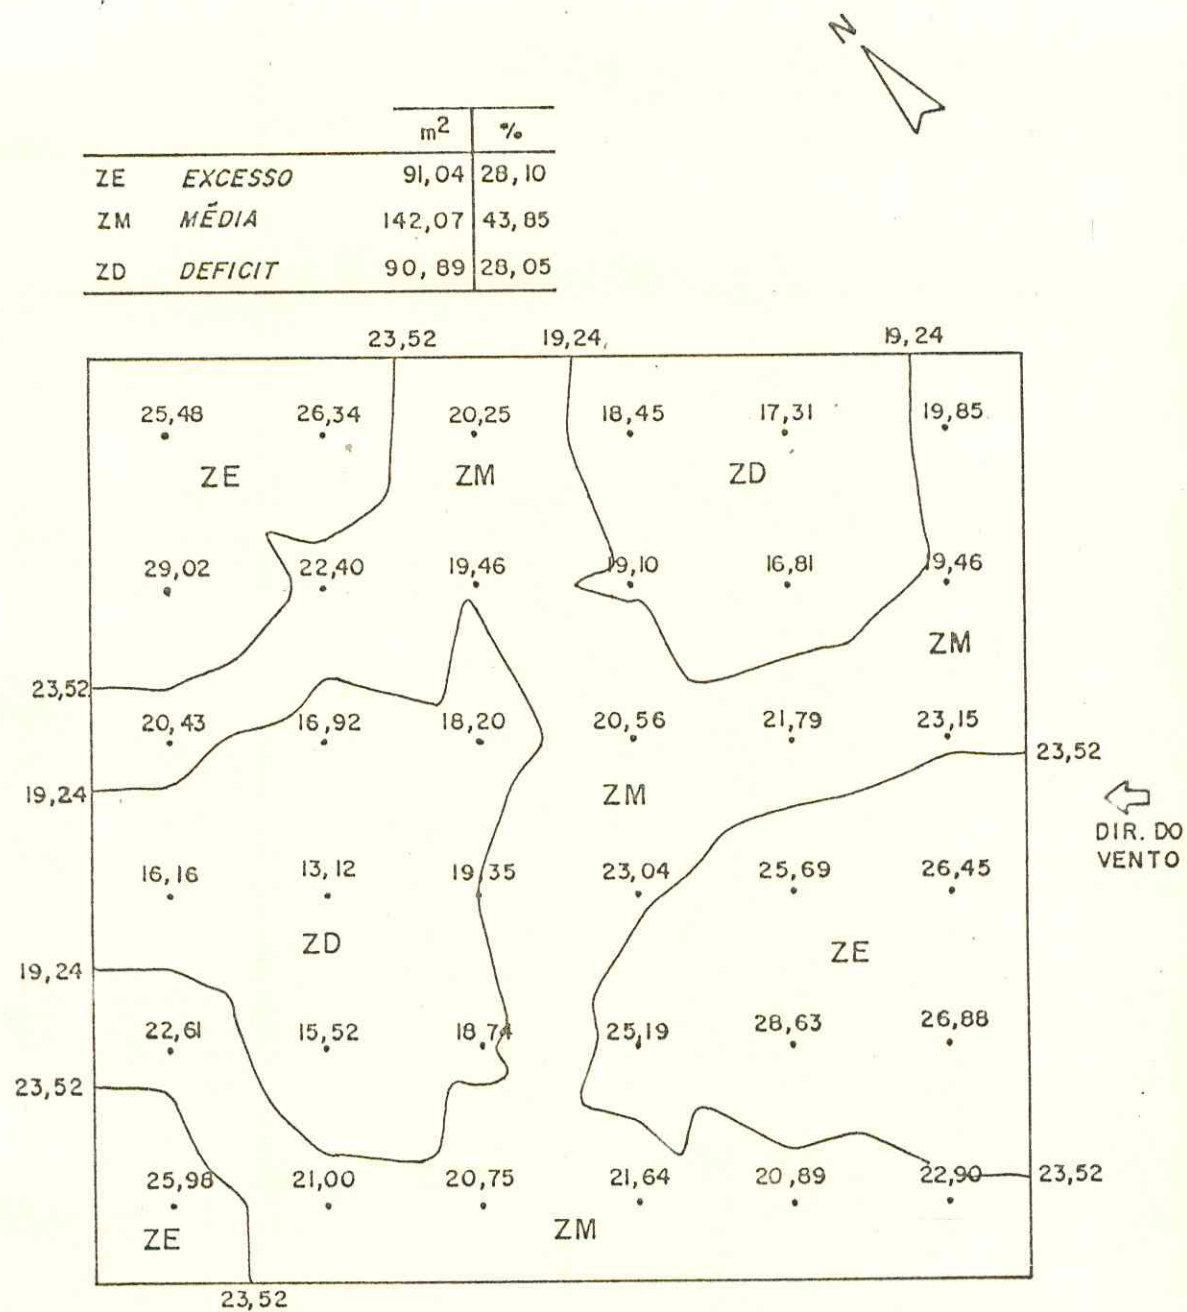 N
m² %
ZE EXCESSO 91,04 28,10
ZM MÉDIA 142,07 43,85
ZD DEFICIT 90,89 28,05
23,52 19,24 19,24
25,48 26,34 20,25 18,45 17,31 19,85
ZE ZM ZD
29,02 22,40 19,46 19,10 16,81 19,46
ZM
23,52
20,43 16,92 18,20 20,56 21,79 23,15
23,52
19,24 ZM
DIR. DO
VENTO
16,16 13,12 19,35 23,04 25,69 26,45
ZD ZE
19,24
22,61 15,52 18,74 25,19 28,63 26,88
23,52
25,98 21,00 20,75 21,64 20,89 22,90 23,52
ZE ZM
23,52